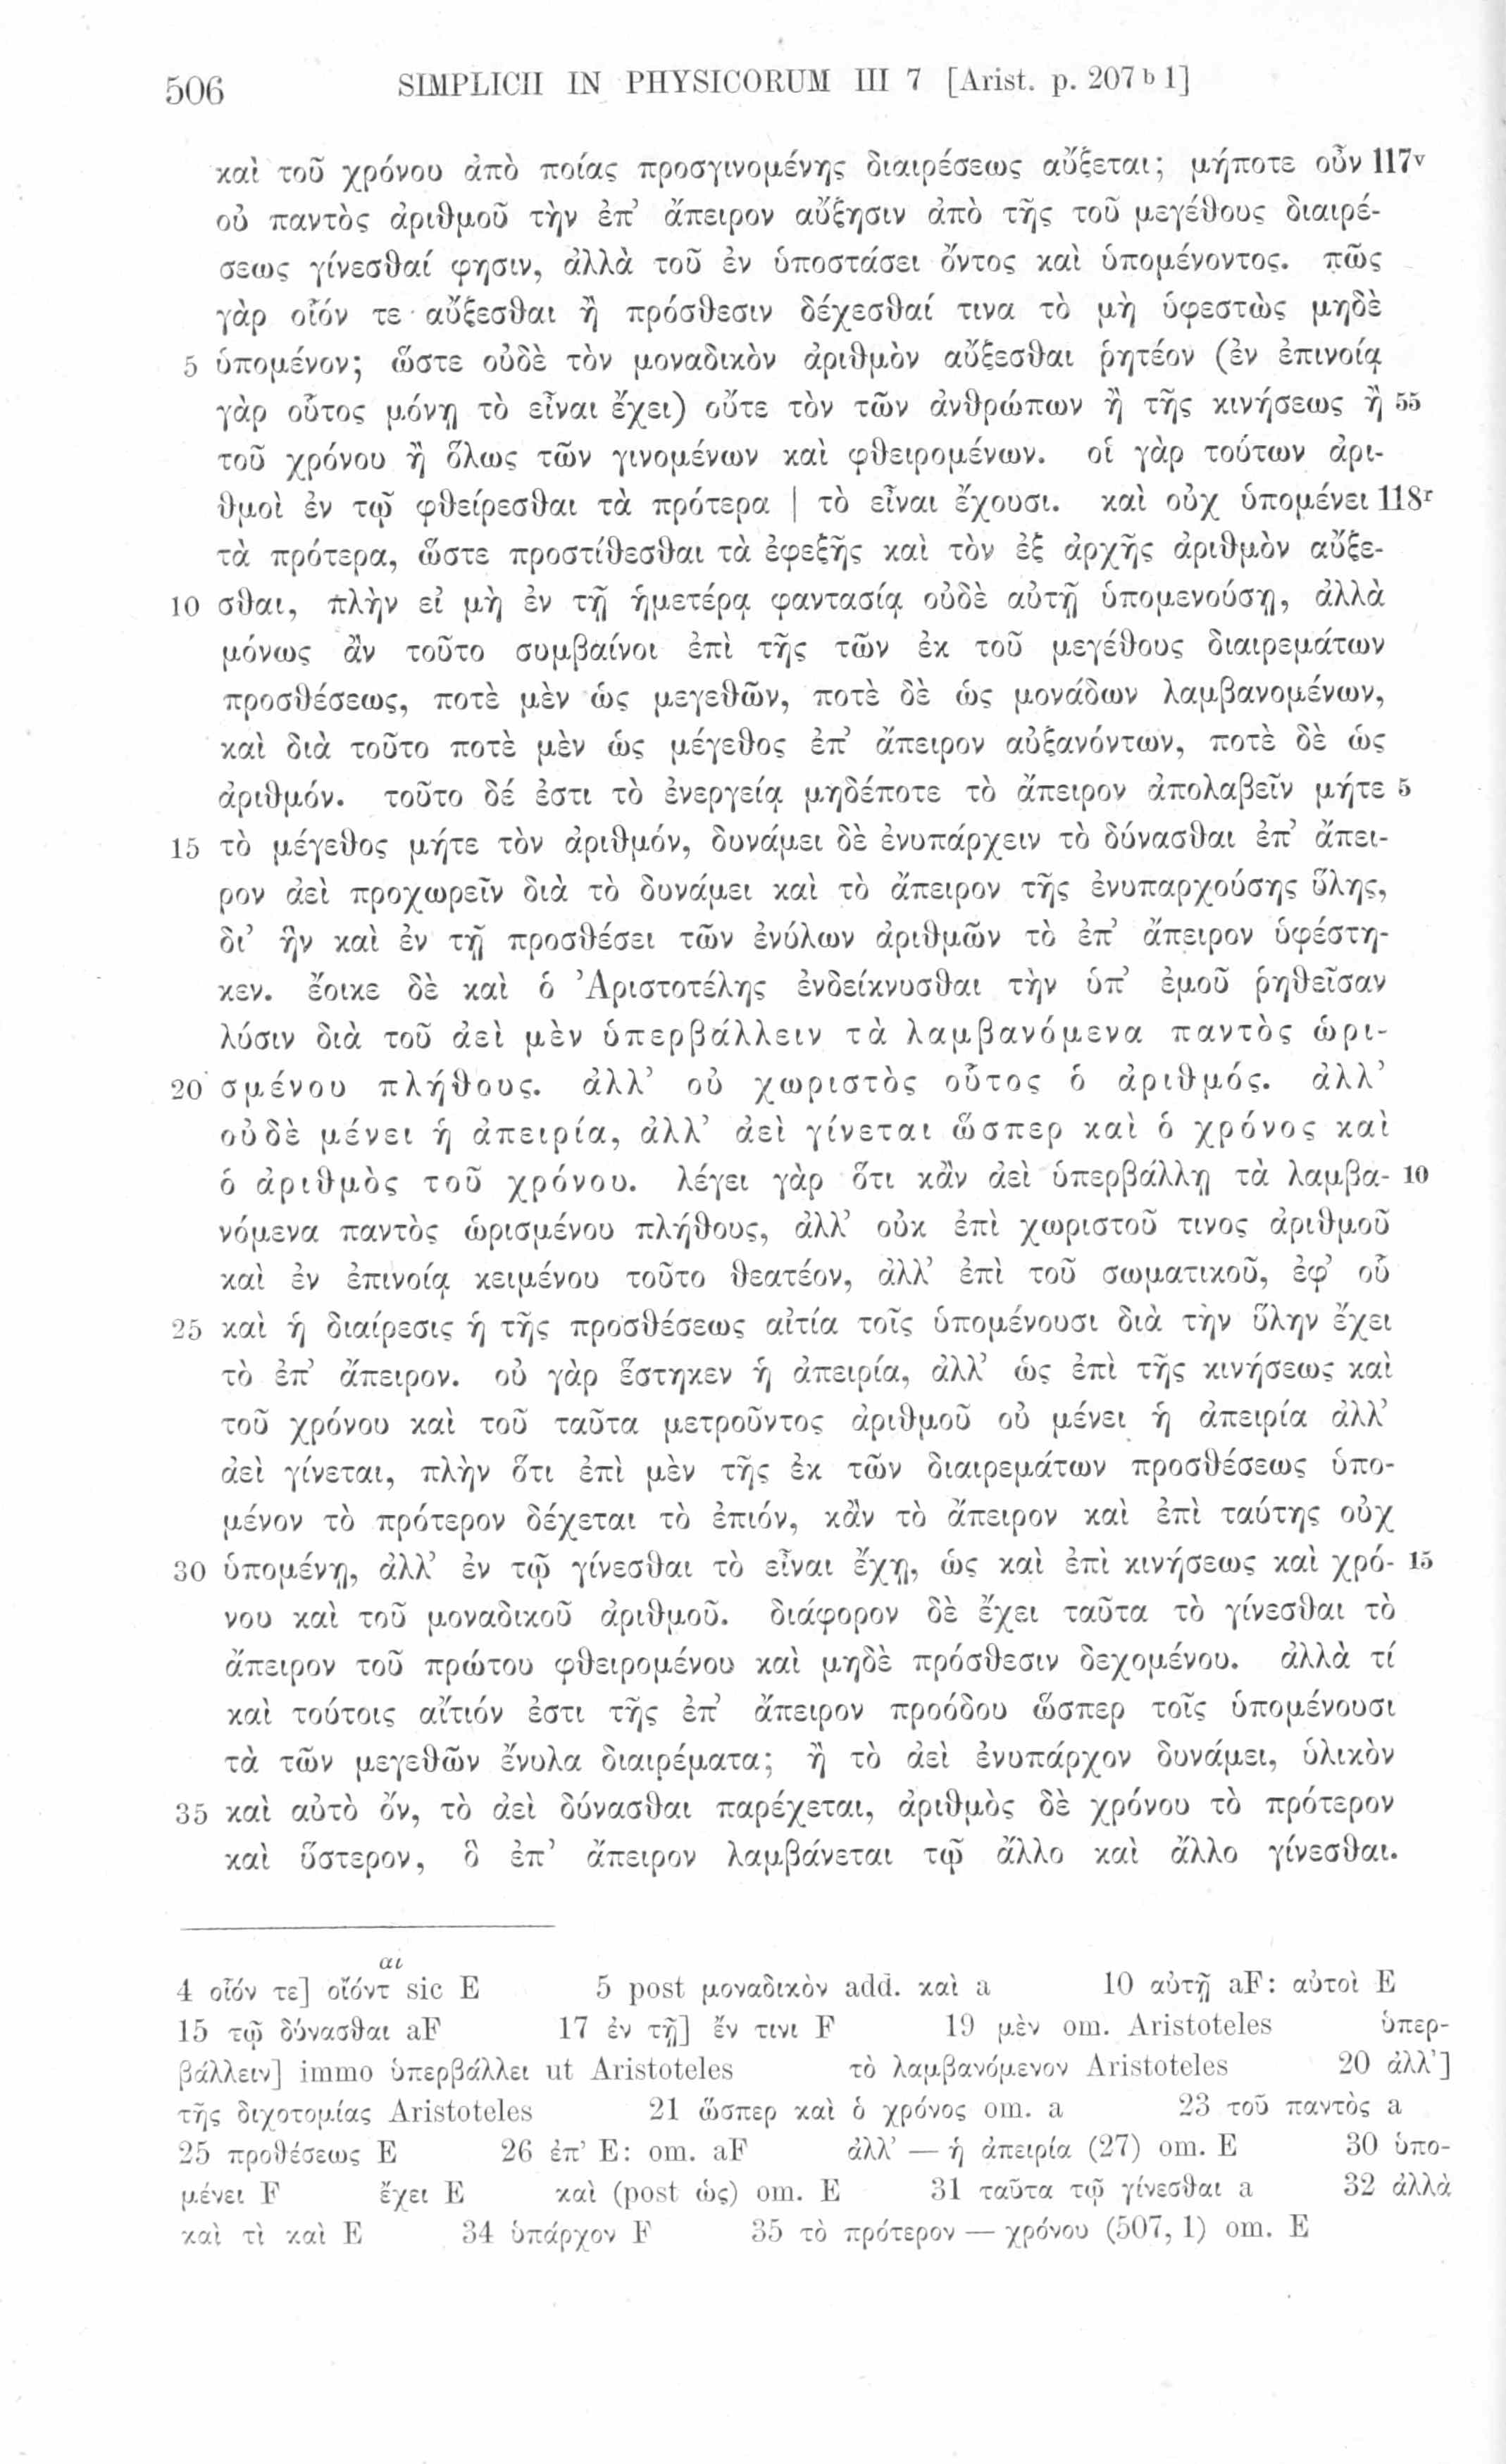 506 SIMPLICII IN PHYSICORUM III 7 [Arist. p. 207 b 1]
καὶ τοῦ χρόνου ἀπὸ ποίας προσγινομένης διαιρέσεως αὔξεται; μήποτε οὖν 117v
οὐ παντὸς ἀριθμοῦ τὴν ἐπ’ ἄπειρον αὔξησιν ἀπὸ τῆς τοῦ μεγέθους διαιρέ-
σεως γίνεσθαί φησιν, ἀλλὰ τοῦ ἐν ὑποστάσει ὄντος καὶ ὑπομένοντος. πῶς
γὰρ οἷόν τε αὔξεσθαι ἢ πρόσθεσιν δέχεσθαί τινα τὸ μὴ ὑφεστὼς μηδὲ
5 ὑπομένον; ὥστε οὐδὲ τὸν μοναδικὸν ἀριθμὸν αὔξεσθαι ῥητέον (ἐν ἐπινοίᾳ
γὰρ οὗτος μόνῃ τὸ εἶναι ἔχει) οὔτε τὸν τῶν ἀνθρώπων ἢ τῆς κινήσεως ἢ 55
τοῦ χρόνου ἢ ὅλως τῶν γινομένων καὶ φθειρομένων. οἱ γὰρ τούτων ἀρι-
θμοὶ ἐν τῷ φθείρεσθαι τὰ πρότερα | τὸ εἶναι ἔχουσι. καὶ οὐχ ὑπομένει 118r
τὰ πρότερα, ὥστε προστίθεσθαι τὰ ἐφεξῆς καὶ τὸν ἐξ ἀρχῆς ἀριθμὸν αὔξε-
10 σθαι, πλὴν εἰ μὴ ἐν τῇ ἡμετέρᾳ φαντασίᾳ οὐδὲ αὐτῇ ὑπομενούσῃ, ἀλλὰ
μόνως ἂν τοῦτο συμβαίνοι ἐπὶ τῆς τῶν ἐκ τοῦ μεγέθους διαιρεμάτων
προσθέσεως, ποτὲ μὲν ὡς μεγεθῶν, ποτὲ δὲ ὡς μονάδων λαμβανομένων,
καὶ διὰ τοῦτο ποτὲ μὲν ὡς μέγεθος ἐπ’ ἄπειρον αὐξανόντων, ποτὲ δὲ ὡς
ἀριθμόν. τοῦτο δέ ἐστι τὸ ἐνεργείᾳ μηδέποτε τὸ ἄπειρον ἀπολαβεῖν μήτε 5
15 τὸ μέγεθος μήτε τὸν ἀριθμόν, δυνάμει δὲ ἐνυπάρχειν τὸ δύνασθαι ἐπ’ ἄπει-
ρον ἀεὶ προχωρεῖν διὰ τὸ δυνάμει καὶ τὸ ἄπειρον τῆς ἐνυπαρχούσης ὕλης,
δι’ ἣν καὶ ἐν τῇ προσθέσει τῶν ἐνύλων ἀριθμῶν τὸ ἐπ’ ἄπειρον ὑφέστη-
κεν. ἔοικε δὲ καὶ ὁ Ἀριστοτέλης ἐνδείκνυσθαι τὴν ὑπ’ ἐμοῦ ῥηθεῖσαν
λύσιν διὰ τοῦ ἀεὶ μὲν ὑπερβάλλειν τὰ λαμβανόμενα παντὸς ὡρι-
20 σμένου πλήθους. ἀλλ’ οὐ χωριστὸς οὗτος ὁ ἀριθμός. ἀλλ’
οὐδὲ μένει ἡ ἀπειρία, ἀλλ’ ἀεὶ γίνεται ὥσπερ καὶ ὁ χρόνος καὶ
ὁ ἀριθμὸς τοῦ χρόνου. λέγει γὰρ ὅτι κἂν ἀεὶ ὑπερβάλλῃ τὰ λαμβα- 10
νόμενα παντὸς ὡρισμένου πλήθους, ἀλλ’ οὐκ ἐπὶ χωριστοῦ τινος ἀριθμοῦ
καὶ ἐν ἐπινοίᾳ κειμένου τοῦτο θεατέον, ἀλλ’ ἐπὶ τοῦ σωματικοῦ, ἐφ’ οὗ
25 καὶ ἡ διαίρεσις ἡ τῆς προσθέσεως αἰτία τοῖς ὑπομένουσι διὰ τὴν ὕλην ἔχει
τὸ ἐπ’ ἄπειρον. οὐ γὰρ ἕστηκεν ἡ ἀπειρία, ἀλλ’ ὡς ἐπὶ τῆς κινήσεως καὶ
τοῦ χρόνου καὶ τοῦ ταῦτα μετροῦντος ἀριθμοῦ οὐ μένει ἡ ἀπειρία ἀλλ’
ἀεὶ γίνεται, πλὴν ὅτι ἐπὶ μὲν τῆς ἐκ τῶν διαιρεμάτων προσθέσεως ὑπο-
μένον τὸ πρότερον δέχεται τὸ ἐπιόν, κἂν τὸ ἄπειρον καὶ ἐπὶ ταύτης οὐχ
30 ὑπομένῃ, ἀλλ’ ἐν τῷ γίνεσθαι τὸ εἶναι ἔχῃ, ὡς καὶ ἐπὶ κινήσεως καὶ χρό- 15
νου καὶ τοῦ μοναδικοῦ ἀριθμοῦ. διάφορον δὲ ἔχει ταῦτα τὸ γίνεσθαι τὸ
ἄπειρον τοῦ πρώτου φθειρομένου καὶ μηδὲ πρόσθεσιν δεχομένου. ἀλλὰ τί
καὶ τούτοις αἴτιόν ἐστι τῆς ἐπ’ ἄπειρον προόδου ὥσπερ τοῖς ὑπομένουσι
τὰ τῶν μεγεθῶν ἔνυλα διαιρέματα; ἢ τὸ ἀεὶ ἐνυπάρχον δυνάμει, ὑλικὸν
35 καὶ αὐτὸ ὄν, τὸ ἀεὶ δύνασθαι παρέχεται, ἀριθμὸς δὲ χρόνου τὸ πρότερον
καὶ ὕστερον, ὃ ἐπ’ ἄπειρον λαμβάνεται τῷ ἄλλο καὶ ἄλλο γίνεσθαι.
αι
4 οἷόν τε] οἴόντ sic E 5 post μοναδικὸν add. καὶ a 10 αὐτῇ aF: αὐτοὶ E
15 τῷ δύνασθαι aF 17 ἐν τῇ] ἔν τινι F 19 μὲν om. Aristoteles ὑπερ-
βάλλειν] immo ὑπερβάλλει ut Aristoteles τὸ λαμβανόμενον Aristoteles 20 ἀλλ’]
τῆς διχοτομίας Aristoteles 21 ὥσπερ καὶ ὁ χρόνος om. a 23 τοῦ παντὸς a
25 προθέσεως E 26 ἐπ’ E: om. aF ἀλλ’ — ἡ ἀπειρία (27) om. E 30 ὑπο-
μένει F ἔχει E καὶ (post ὡς) om. E 31 ταῦτα τῷ γίνεσθαι a 32 ἀλλὰ
καὶ τὶ καὶ E 34 ὑπάρχον F 35 τὸ πρότερον — χρόνου (507, 1) om. E